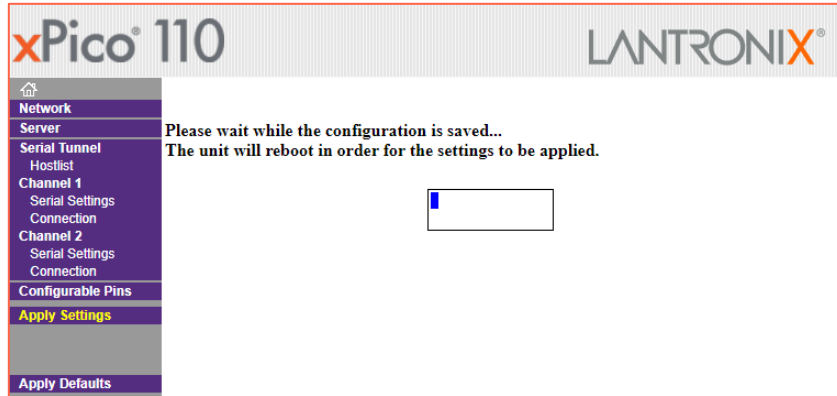 xPico® 110
LANTRONIX®
Network
Server
Serial Tunnel
Hostlist
Channel 1
Serial Settings
Connection
Channel 2
Serial Settings
Connection
Configurable Pins
Apply Settings
Apply Defaults
Please wait while the configuration is saved...
The unit will reboot in order for the settings to be applied.